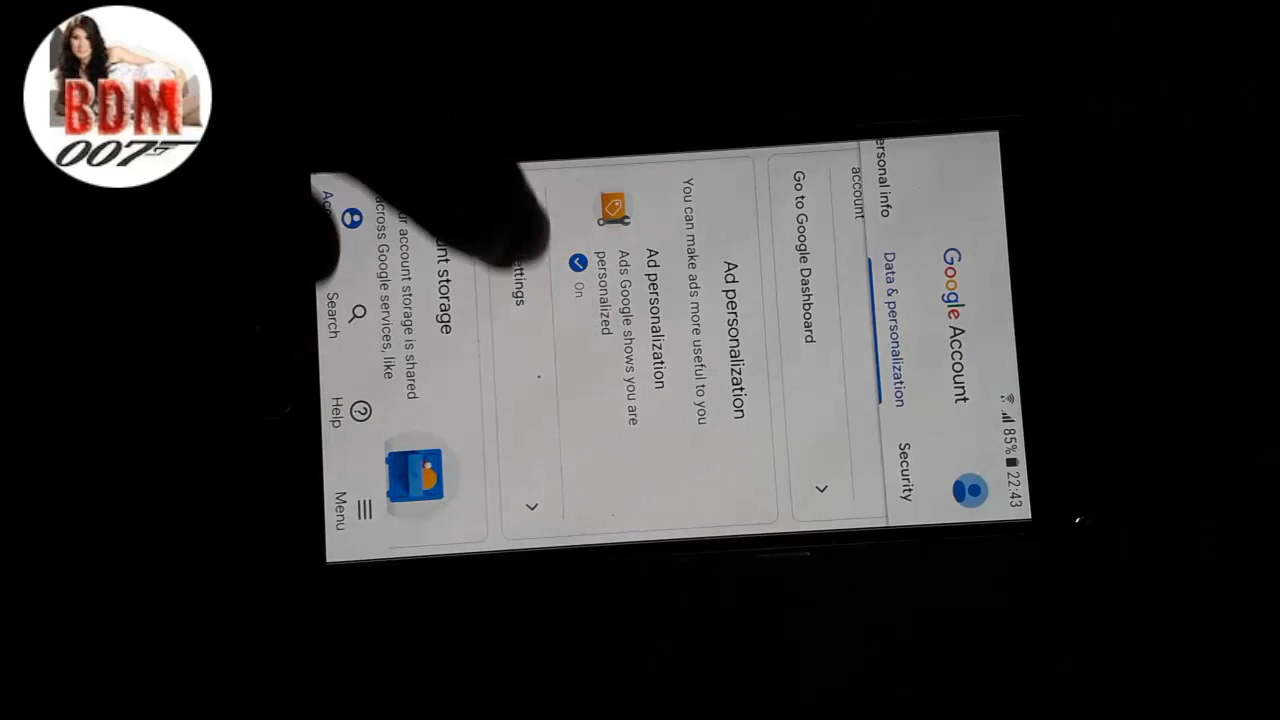 BDM
007
85% 22:43
Google Account
ersonal info Data & personalization Security
account
Go to Google Dashboard
Ad personalization
You can make ads more useful to you
Ad personalization
Ads Google shows you are
personalized
On
ettings
nt storage
ur account storage is shared
across Google services, like
Search Help Menu